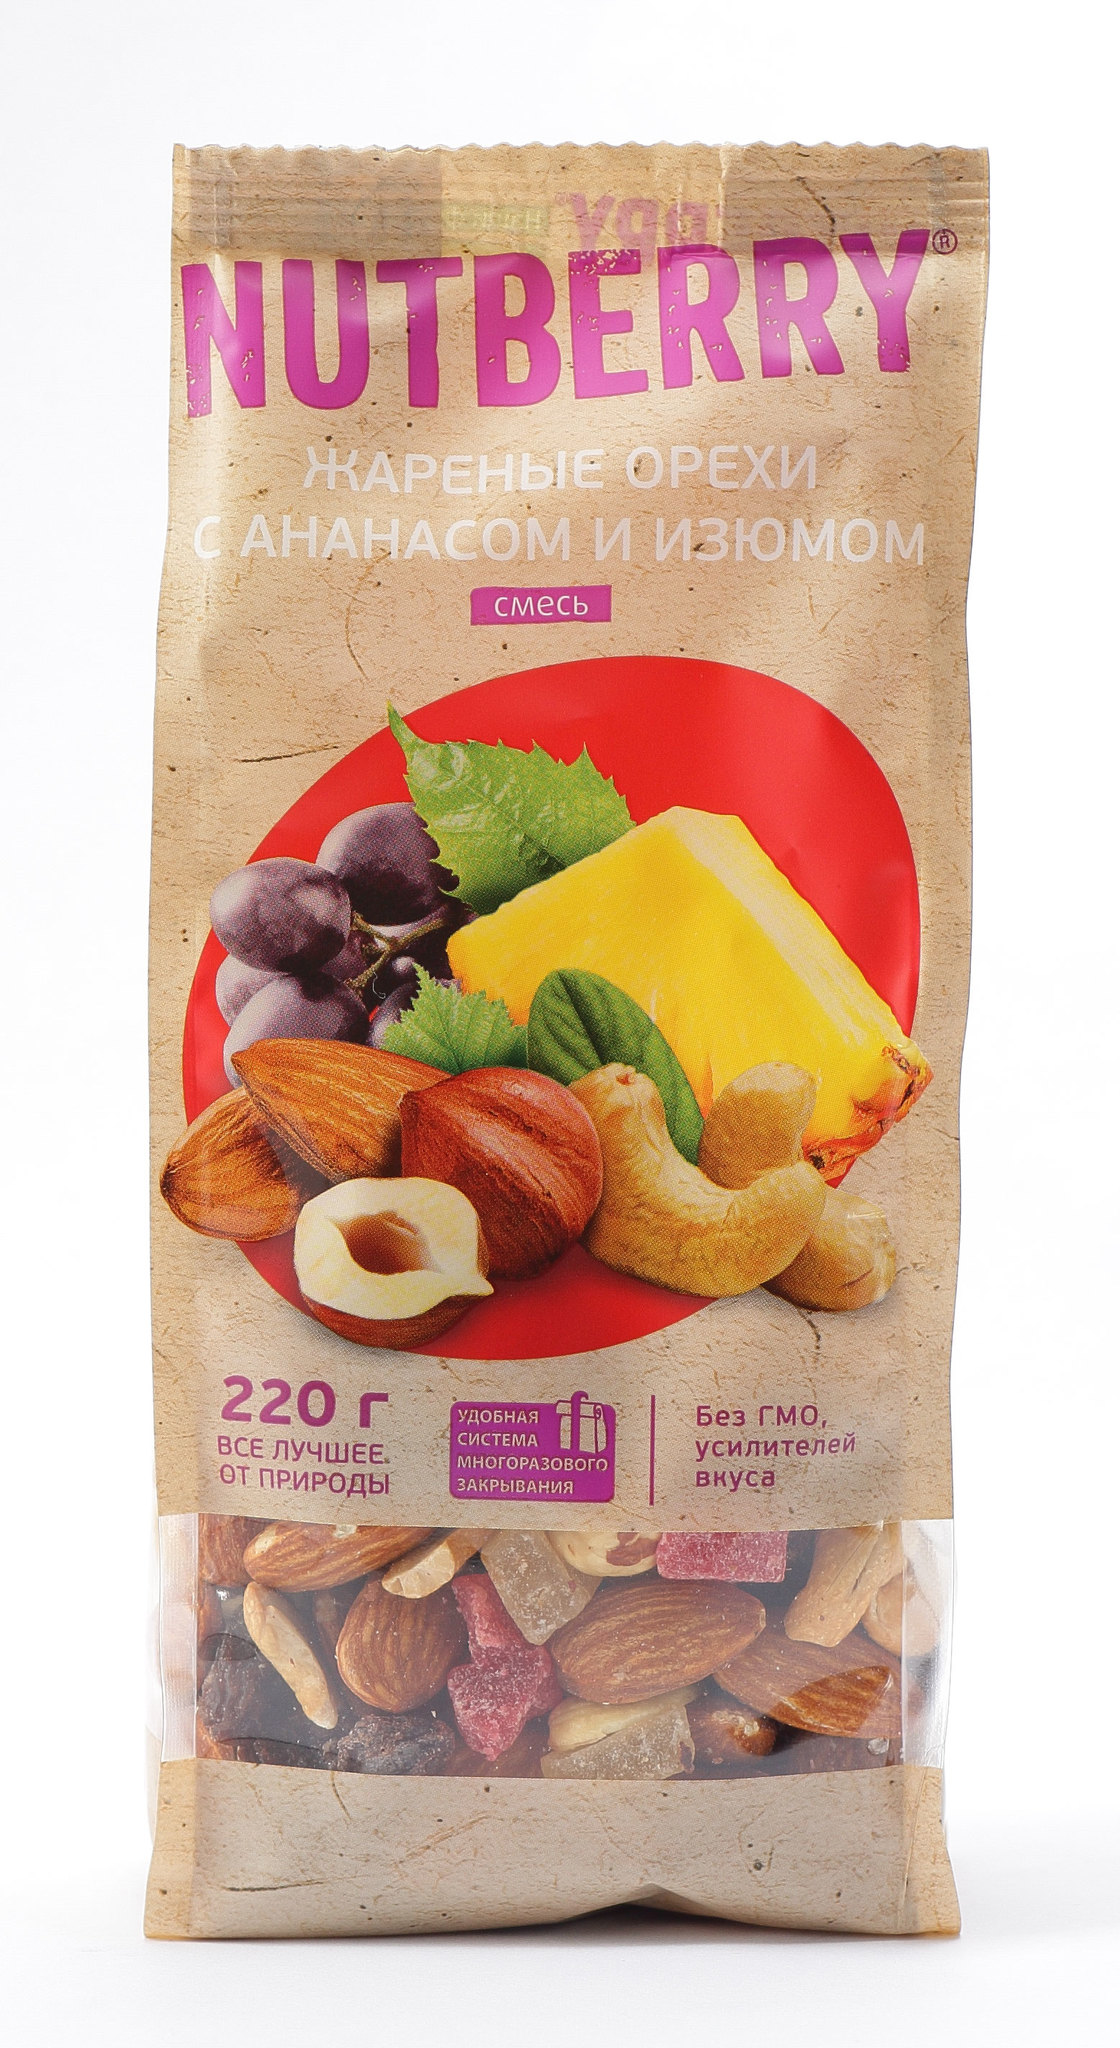 NUTBERRY®
ЖАРЕНЫЕ ОРЕХИ
С АНАНАСОМ И ИЗЮМОМ
смесь
220 г
ВСЕ ЛУЧШЕЕ
ОТ ПРИРОДЫ
УДОБНАЯ
СИСТЕМА
МНОГОРАЗОВОГО
ЗАКРЫВАНИЯ
Без ГМО,
усилителей
вкуса